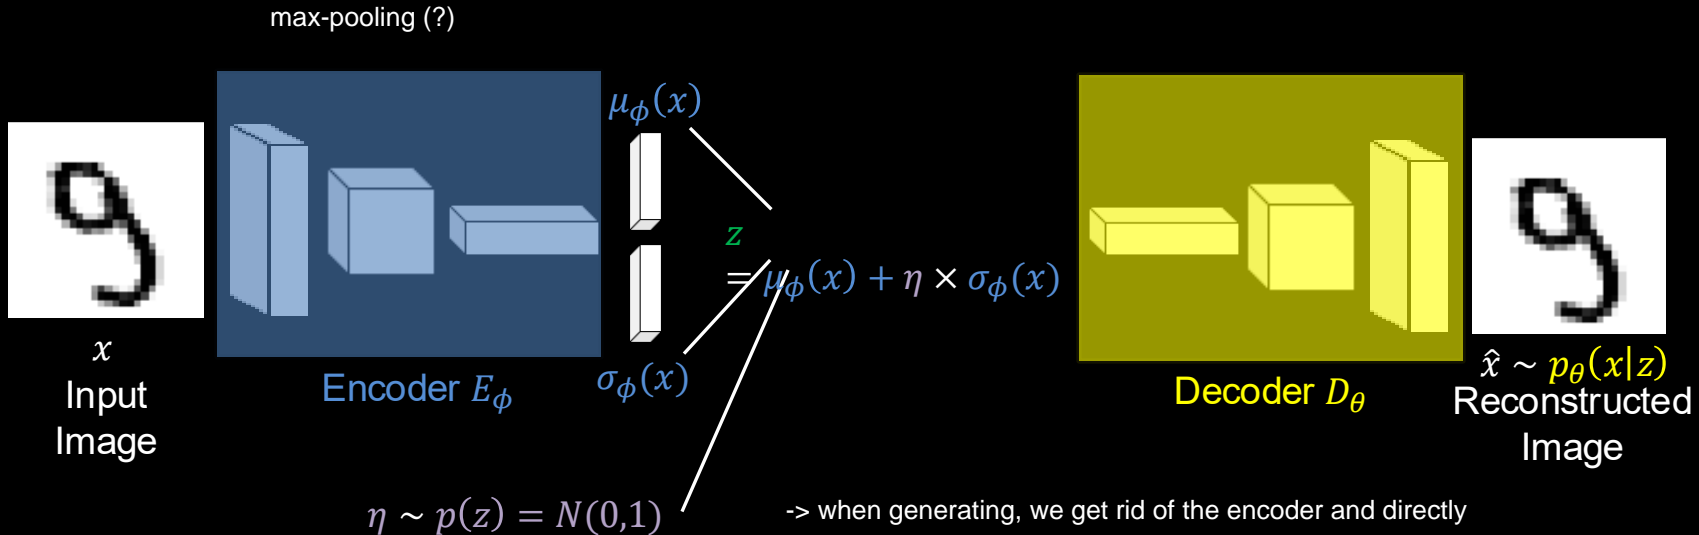 max-pooling (?)
μ_ϕ(x)
z
= μ_ϕ(x) + η × σ_ϕ(x)
σ_ϕ(x)
x
Input
Image
Encoder E_ϕ
Decoder D_θ
x̂ ~ p_θ(x|z)
Reconstructed
Image
η ~ p(z) = N(0,1)
-> when generating, we get rid of the encoder and directly